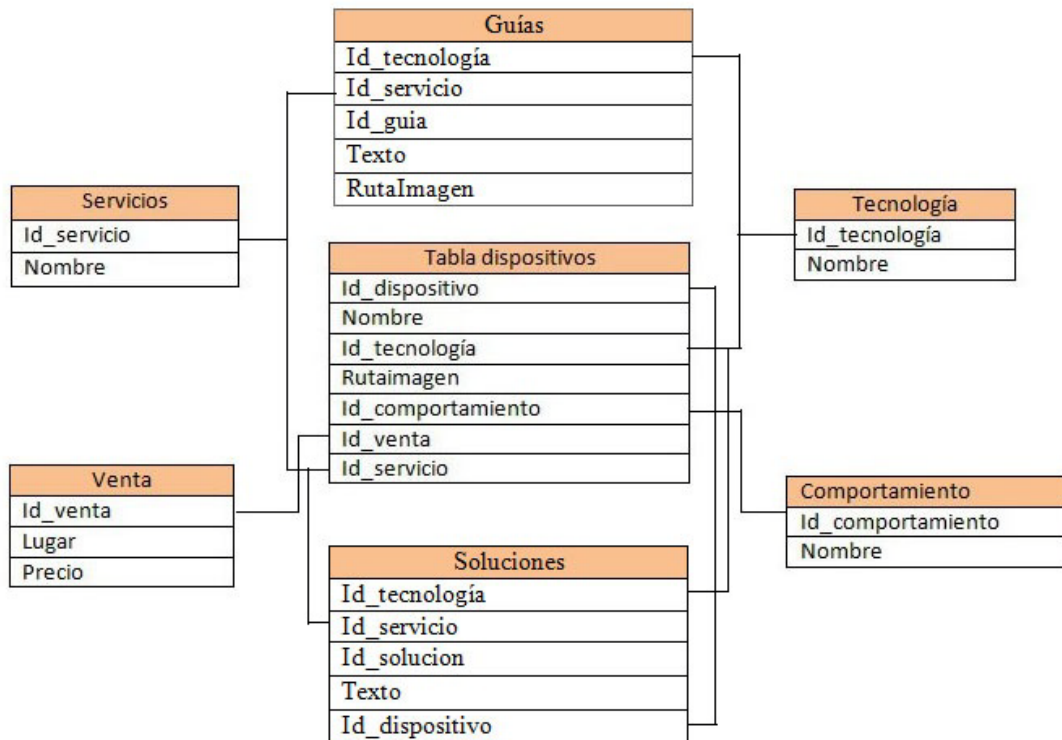 Guías
Id_tecnología
Id_servicio
Id_guia
Texto
RutaImagen
Servicios
Id_servicio
Nombre
Tecnología
Id_tecnología
Nombre
Tabla dispositivos
Id_dispositivo
Nombre
Id_tecnología
Rutaimagen
Id_comportamiento
Id_venta
Id_servicio
Venta
Id_venta
Lugar
Precio
Comportamiento
Id_comportamiento
Nombre
Soluciones
Id_tecnología
Id_servicio
Id_solucion
Texto
Id_dispositivo